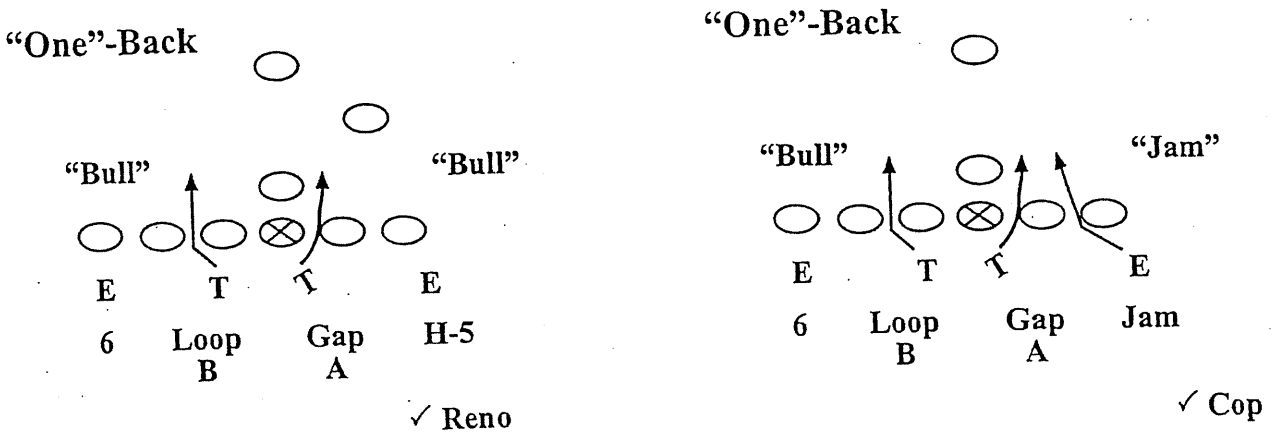 “One”-Back
“Bull”
“Bull”
E
T
T
E
6
Loop
B
Gap
A
H-5
✓ Reno
“One”-Back
“Bull”
“Jam”
E
T
T
E
6
Loop
B
Gap
A
Jam
✓ Cop